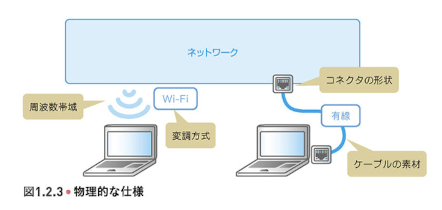 ネットワーク
コネクタの形状
周波数帯域
Wi-Fi
有線
変調方式
ケーブルの素材
図1.2.3●物理的な仕様